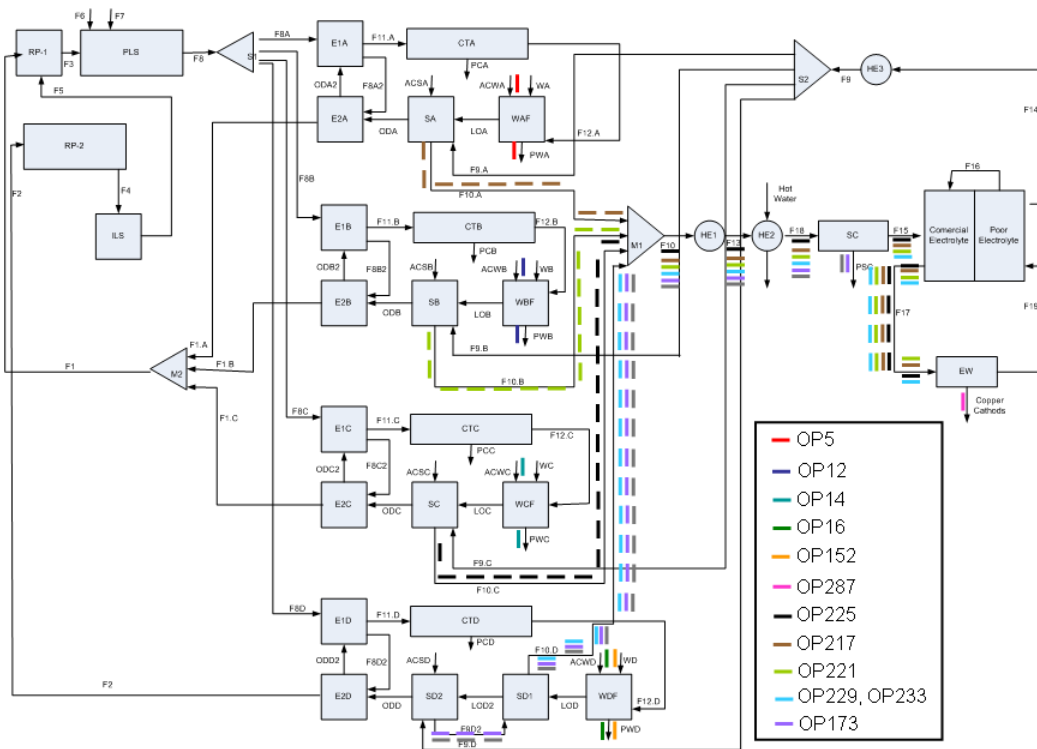 F6
F7
RP-1
F3
PLS
F8
S1
F5
RP-2
F2
F4
ILS
F8A
E1A
F11.A
CTA
PCA
ODA2
F8A2
ACSA
ACWA
WA
E2A
ODA
SA
LOA
WAF
F12.A
PWA
F9.A
F10.A
S2
F9
HE3
F14
F8B
E1B
F11.B
CTB
F12.B
PCB
ODB2
F8B2
ACSB
ACWB
WB
E2B
ODB
SB
LOB
WBF
PWB
F9.B
F10.B
M1
F10
HE1
F13
HE2
Hot
Water
F18
SC
PSC
F15
F16
Comercial
Electrolyte
Poor
Electrolyte
F19
F17
EW
Copper
Cathods
F1.A
F1.B
F1
M2
F1.C
F8C
E1C
F11.C
CTC
F12.C
PCC
ODC2
F8C2
ACSC
ACWC
WC
E2C
ODC
SC
LOC
WCF
PWC
F9.C
F10.C
F8D
E1D
F11.D
CTD
PCD
ODD2
F8D2
ACSD
F10.D
ACWD
WD
F2
E2D
ODD
SD2
LOD2
SD1
LOD
WDF
F12.D
PWD
F9D2
F9.D
OP5
OP12
OP14
OP16
OP152
OP287
OP225
OP217
OP221
OP229, OP233
OP173